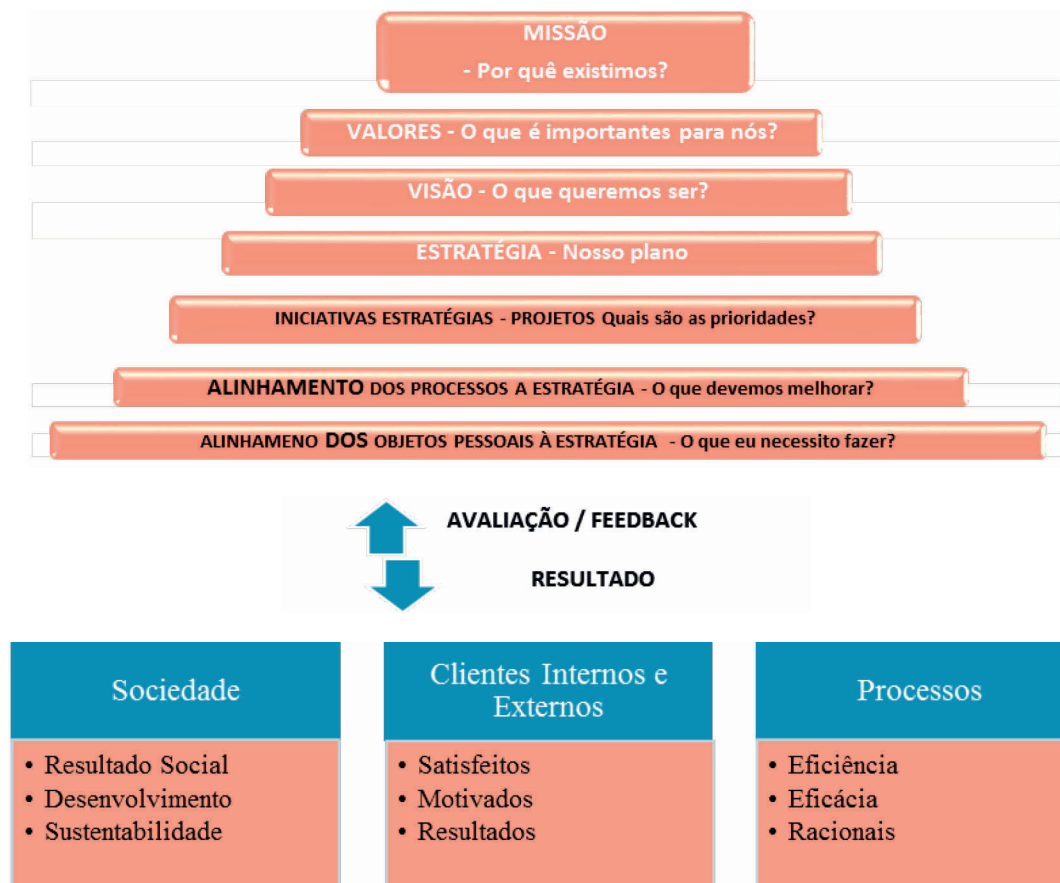 MISSÃO
- Por quê existimos?
VALORES - O que é importantes para nós?
VISÃO - O que queremos ser?
ESTRATÉGIA - Nosso plano
INICIATIVAS ESTRATÉGIAS - PROJETOS Quais são as prioridades?
ALINHAMENTO DOS PROCESSOS A ESTRATÉGIA - O que devemos melhorar?
ALINHAMENO DOS OBJETOS PESSOAIS À ESTRATÉGIA - O que eu necessito fazer?
AVALIAÇÃO / FEEDBACK
RESULTADO
Sociedade
• Resultado Social
• Desenvolvimento
• Sustentabilidade
Clientes Internos e
Externos
• Satisfeitos
• Motivados
• Resultados
Processos
• Eficiência
• Eficácia
• Racionais